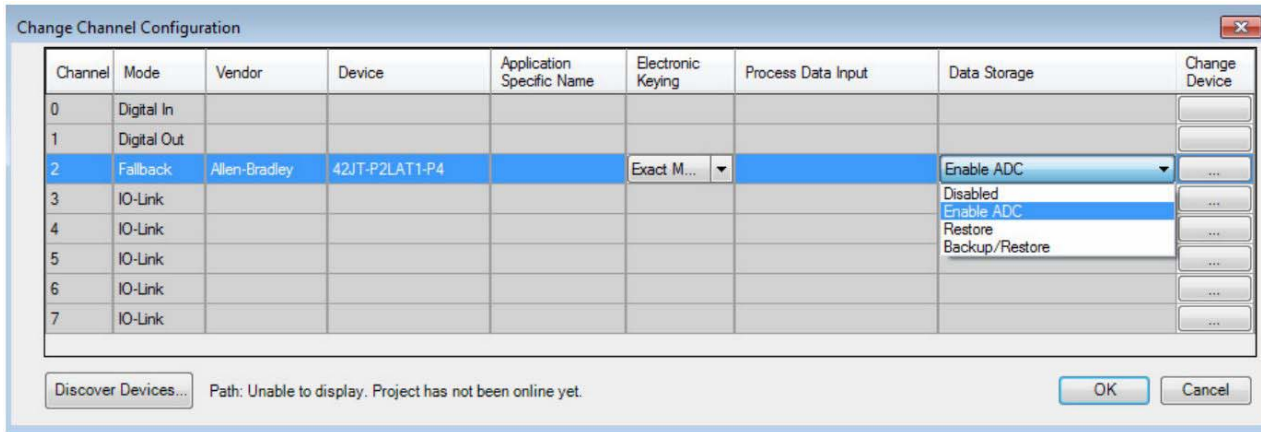 Change Channel Configuration
Channel Mode Vendor Device Application Specific Name Electronic Keying Process Data Input Data Storage Change Device
0 Digital In
1 Digital Out
2 Fallback Allen-Bradley 42JT-P2LAT1-P4 Exact M... Enable ADC ...
Disabled
Enable ADC
Restore
Backup/Restore
3 IO-Link ...
4 IO-Link ...
5 IO-Link ...
6 IO-Link ...
7 IO-Link ...
Discover Devices... Path: Unable to display. Project has not been online yet. OK Cancel